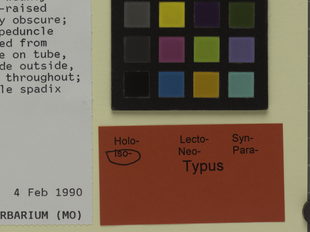 -raised
y obscure;
peduncle
ed from
e on tube,
de outside,
throughout;
le spadix
4 Feb 1990
RBARIUM (MO)
Holo- Lecto- Syn-
Iso- Neo- Para-
Typus